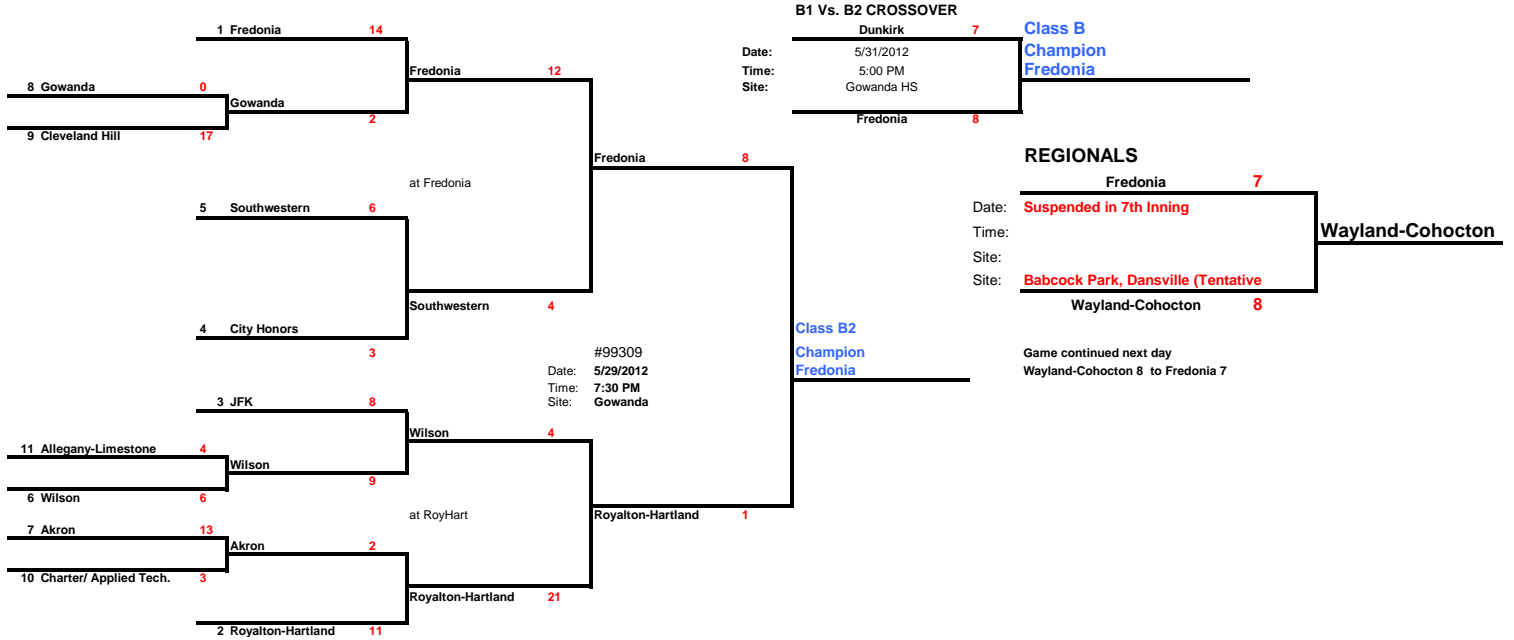 B1 Vs. B2 CROSSOVER
1 Fredonia 14
Dunkirk 7
Class B
Date: 5/31/2012
Champion
Fredonia 12
Time: 5:00 PM
Fredonia
8 Gowanda 0
Site: Gowanda HS
Gowanda
2
Fredonia 8
9 Cleveland Hill 17
Fredonia 8
REGIONALS
at Fredonia
Fredonia 7
5 Southwestern 6
Date: Suspended in 7th Inning
Time:
Wayland-Cohocton
Site:
Site: Babcock Park, Dansville (Tentative
Southwestern 4
Wayland-Cohocton 8
4 City Honors
Class B2
3
#99309
Champion
Game continued next day
Date: 5/29/2012
Fredonia
Wayland-Cohocton 8 to Fredonia 7
Time: 7:30 PM
Site: Gowanda
3 JFK 8
Wilson 4
11 Allegany-Limestone 4
Wilson
9
6 Wilson 6
at RoyHart
Royalton-Hartland 1
7 Akron 13
Akron 2
10 Charter/ Applied Tech. 3
Royalton-Hartland 21
2 Royalton-Hartland 11